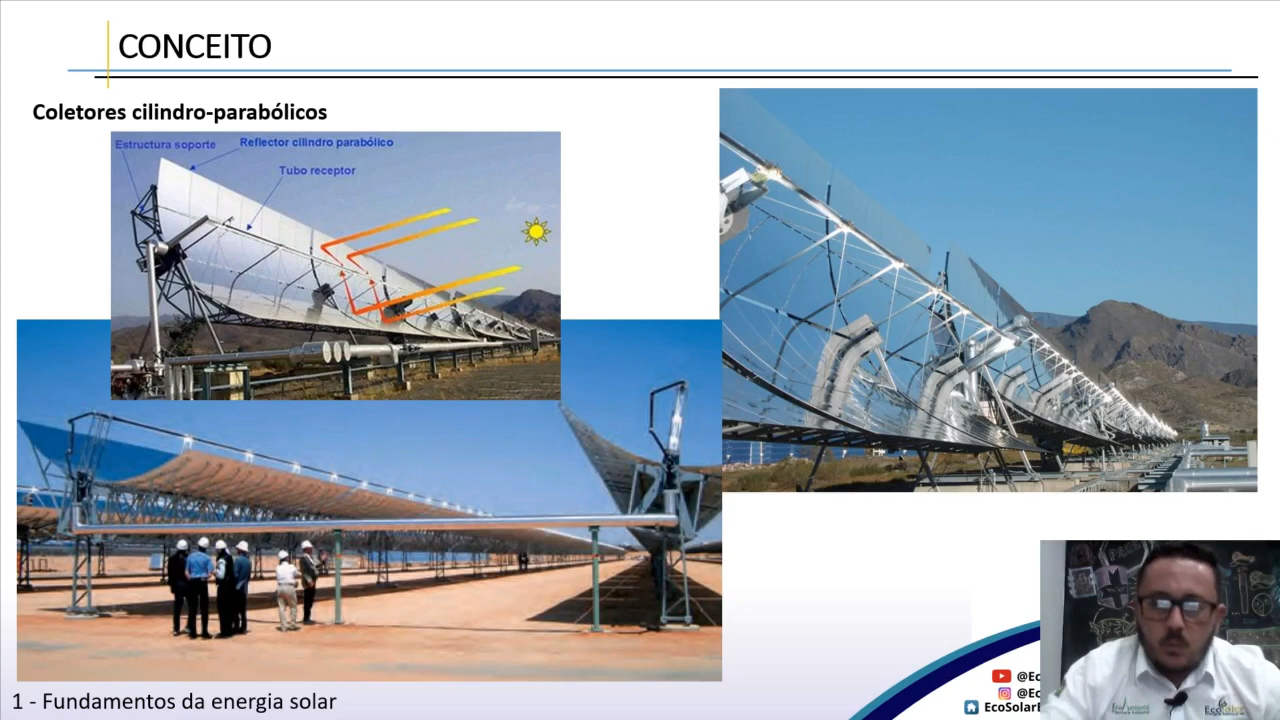 CONCEITO
Coletores cilindro-parabólicos
Estructura soporte
Reflector cilindro parabólico
Tubo receptor
1 - Fundamentos da energia solar
@Ec
@Ec
EcoSolarE